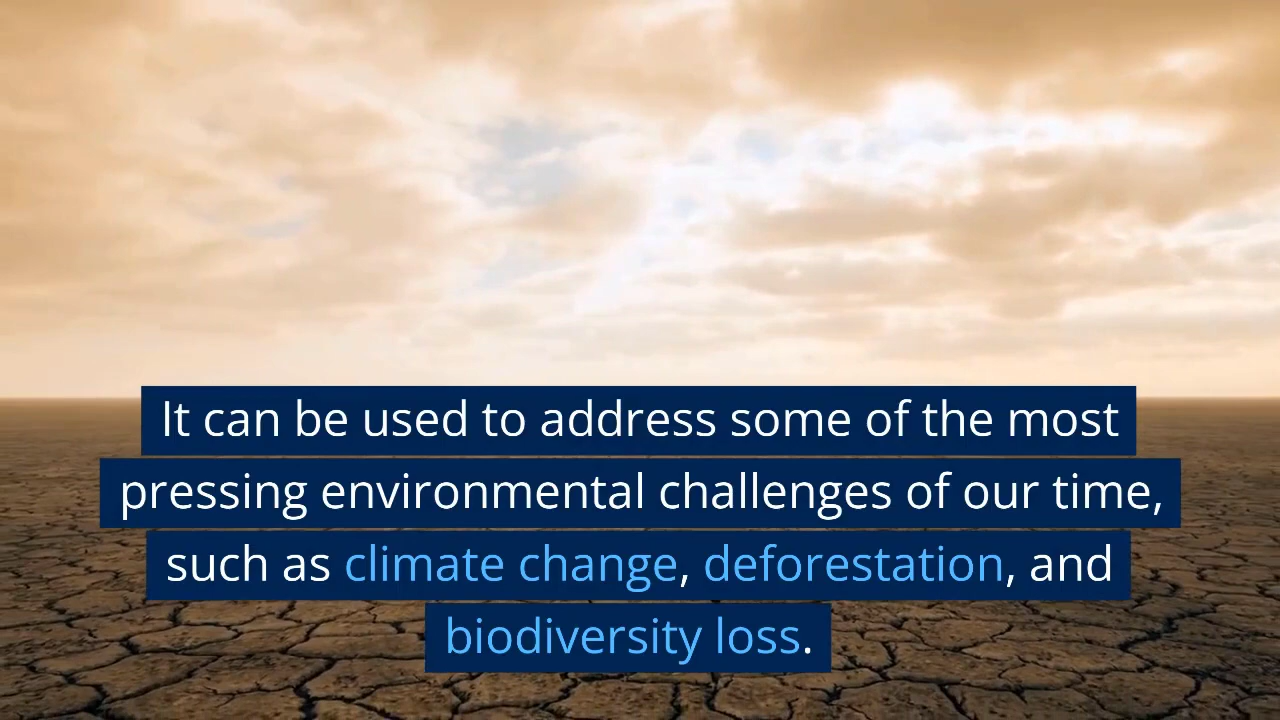 It can be used to address some of the most
pressing environmental challenges of our time,
such as climate change, deforestation, and
biodiversity loss.